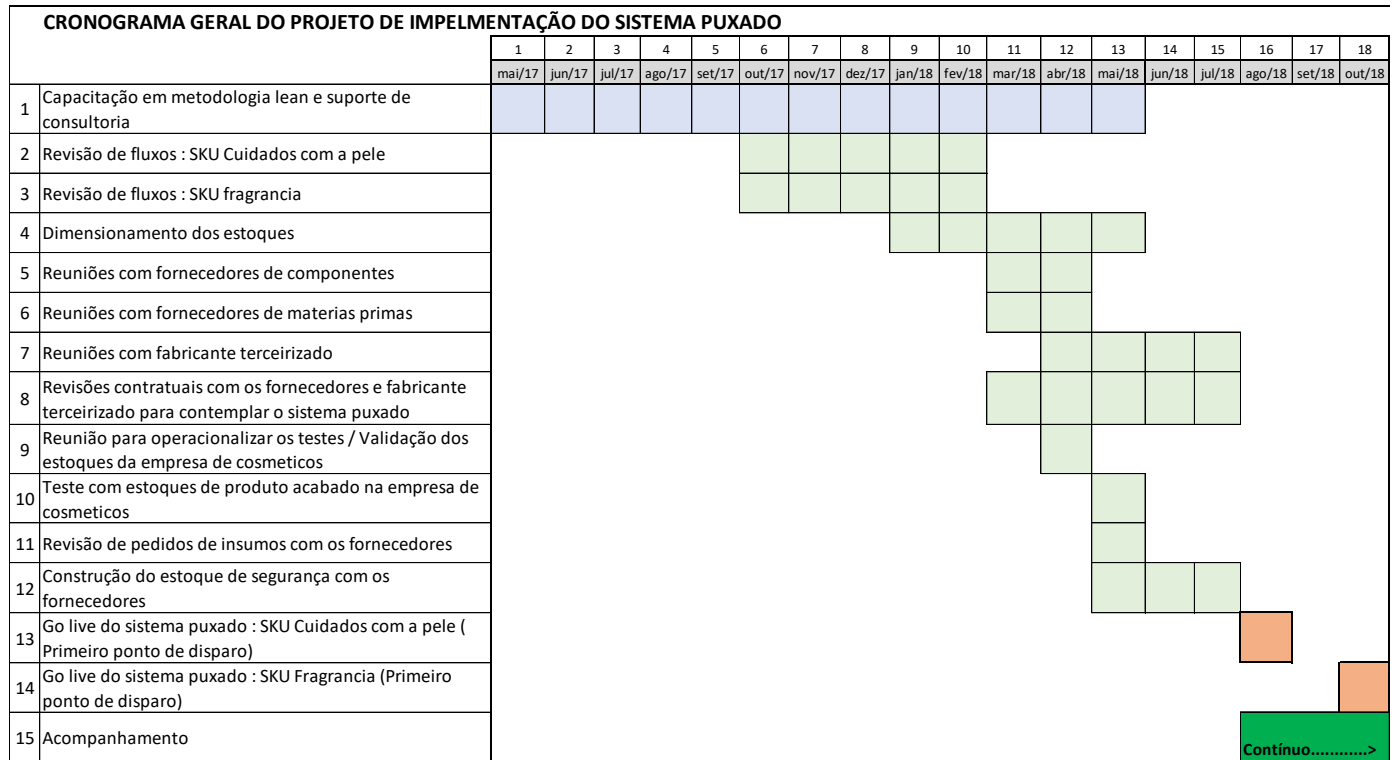 CRONOGRAMA GERAL DO PROJETO DE IMPELMENTAÇÃO DO SISTEMA PUXADO
1 2 3 4 5 6 7 8 9 10 11 12 13 14 15 16 17 18
mai/17 jun/17 jul/17 ago/17 set/17 out/17 nov/17 dez/17 jan/18 fev/18 mar/18 abr/18 mai/18 jun/18 jul/18 ago/18 set/18 out/18
1 Capacitação em metodologia lean e suporte de
consultoria
2 Revisão de fluxos : SKU Cuidados com a pele
3 Revisão de fluxos : SKU fragrancia
4 Dimensionamento dos estoques
5 Reuniões com fornecedores de componentes
6 Reuniões com fornecedores de materias primas
7 Reuniões com fabricante terceirizado
8 Revisões contratuais com os fornecedores e fabricante
terceirizado para contemplar o sistema puxado
9 Reunião para operacionalizar os testes / Validação dos
estoques da empresa de cosmeticos
10 Teste com estoques de produto acabado na empresa de
cosmeticos
11 Revisão de pedidos de insumos com os fornecedores
12 Construção do estoque de segurança com os
fornecedores
13 Go live do sistema puxado : SKU Cuidados com a pele (
Primeiro ponto de disparo)
14 Go live do sistema puxado : SKU Fragrancia (Primeiro
ponto de disparo)
15 Acompanhamento
Contínuo............>